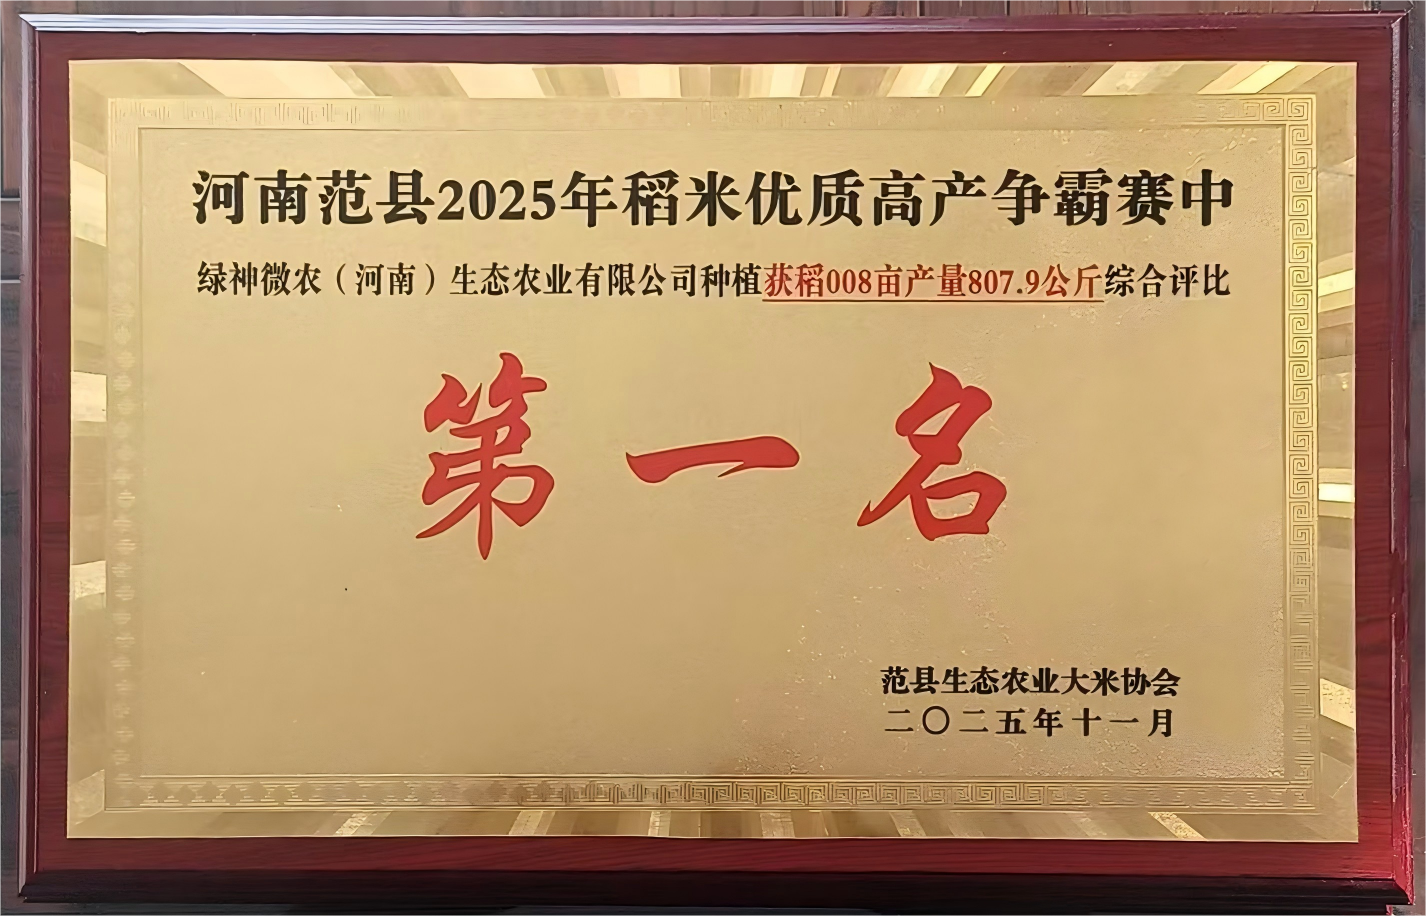 河南范县2025年稻米优质高产争霸赛中
绿神微农（河南）生态农业有限公司种植获稻008亩产量807.9公斤综合评比
第一名
范县生态农业大米协会
二〇二五年十一月